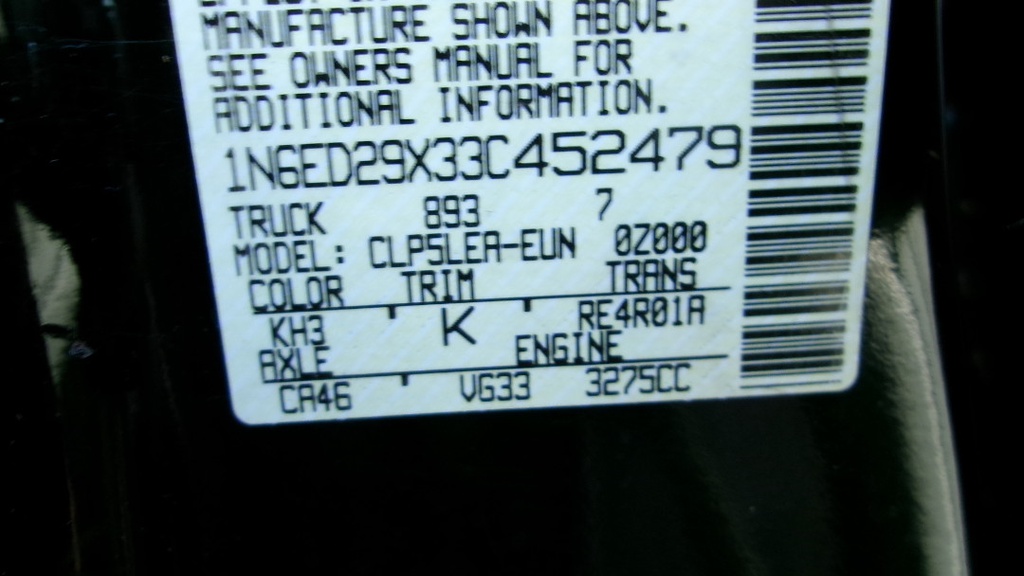 MANUFACTURE SHOWN ABOVE.
SEE OWNERS MANUAL FOR
ADDITIONAL INFORMATION.
1N6ED29X33C452479
TRUCK 893 7
MODEL: CLP5LEA-EUN 0Z000
COLOR TRIM TRANS
KH3 K RE4R01A
AXLE ENGINE
CA46 VG33 3275CC